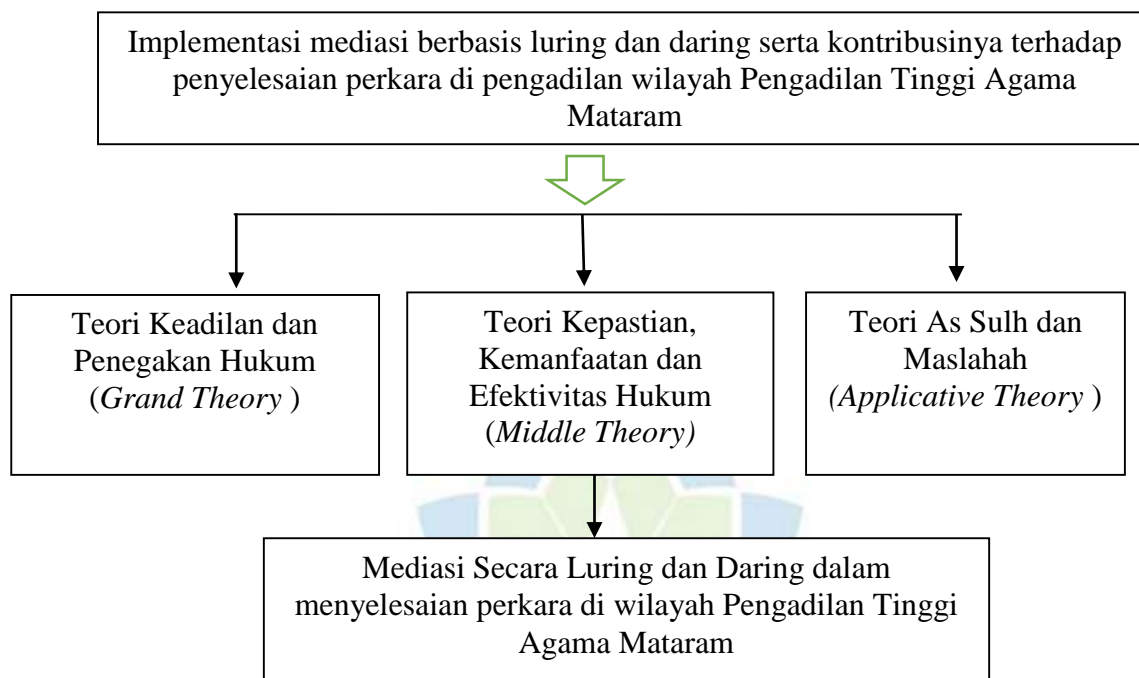 Implementasi mediasi berbasis luring dan daring serta kontribusinya terhadap
penyelesaian perkara di pengadilan wilayah Pengadilan Tinggi Agama
Mataram
Teori Keadilan dan
Penegakan Hukum
(Grand Theory )
Teori Kepastian,
Kemanfaatan dan
Efektivitas Hukum
(Middle Theory)
Teori As Sulh dan
Maslahah
(Applicative Theory )
Mediasi Secara Luring dan Daring dalam
menyelesaian perkara di wilayah Pengadilan Tinggi
Agama Mataram